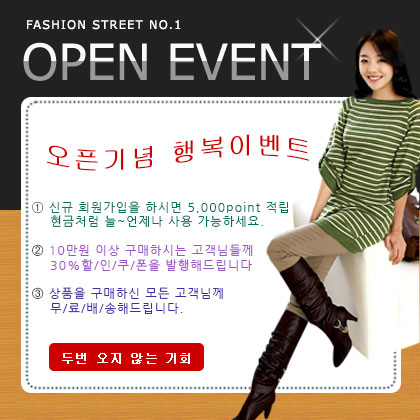 FASHION STREET NO.1
OPEN EVENT
오픈기념 행복이벤트
① 신규 회원가입을 하시면 5,000point 적립
현금처럼 늘~언제나 사용 가능하세요.
② 10만원 이상 구매하시는 고객님들께
30%할/인/쿠/폰을 발행해드립니다
③ 상품을 구매하신 모든 고객님께
무/료/배/송해드립니다.
두번 오지 않는 기회